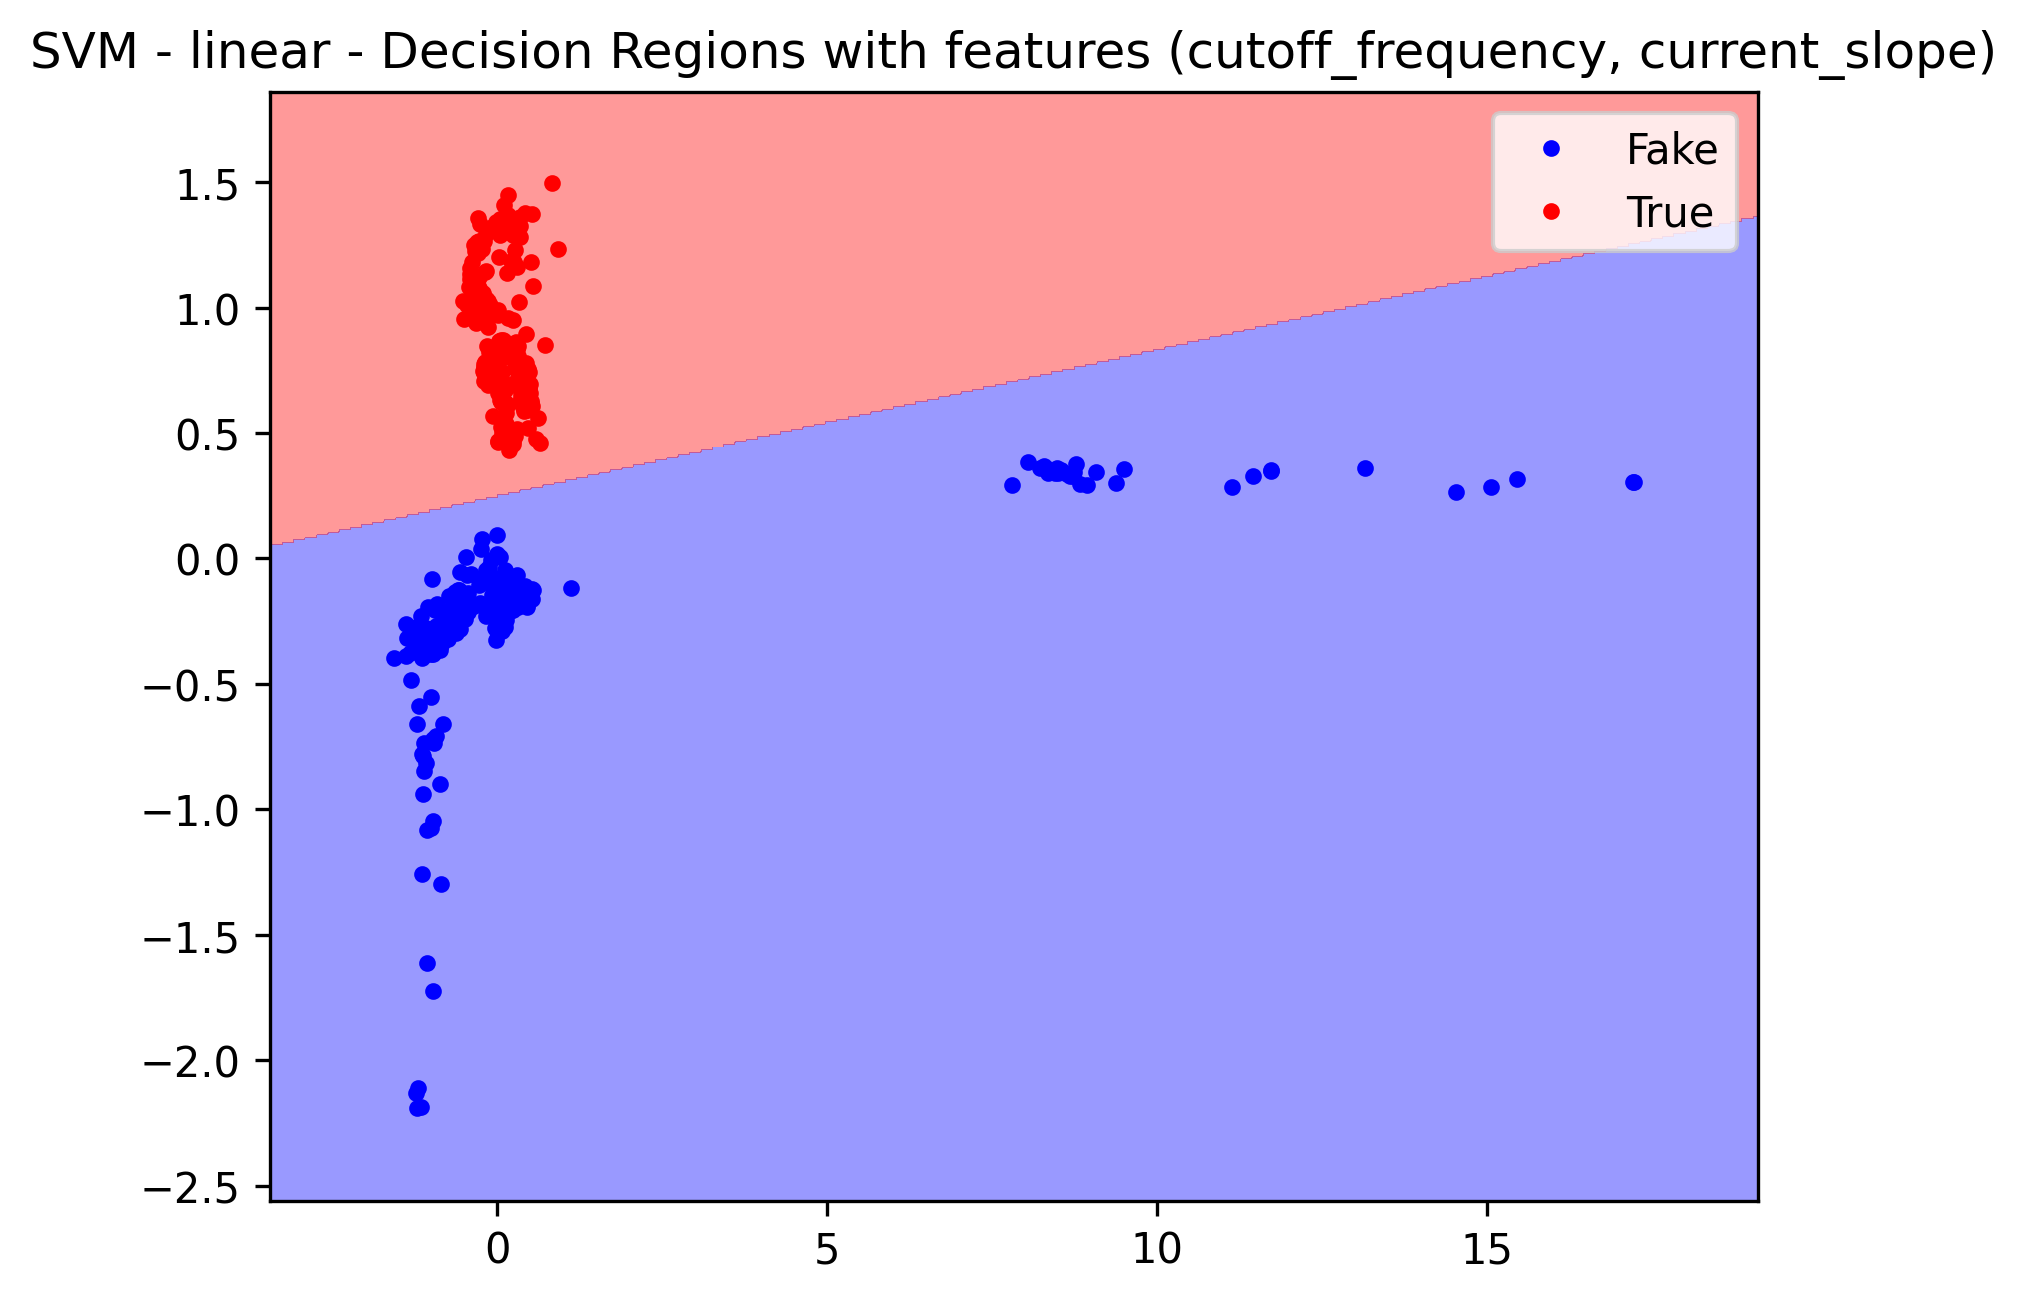 SVM - linear - Decision Regions with features (cutoff_frequency, current_slope)
Fake
True
1.5
1.0
0.5
0.0
−0.5
−1.0
−1.5
−2.0
−2.5
0 5 10 15